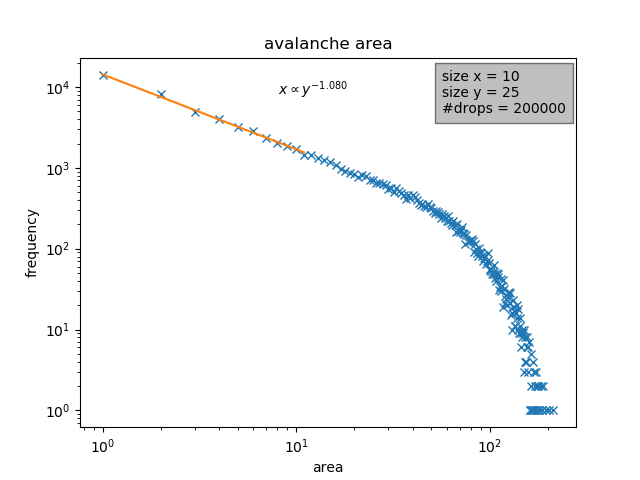 avalanche area
x ∝ y^{-1.080}
size x = 10
size y = 25
#drops = 200000
frequency
10^4
10^3
10^2
10^1
10^0
10^0 10^1 10^2
area